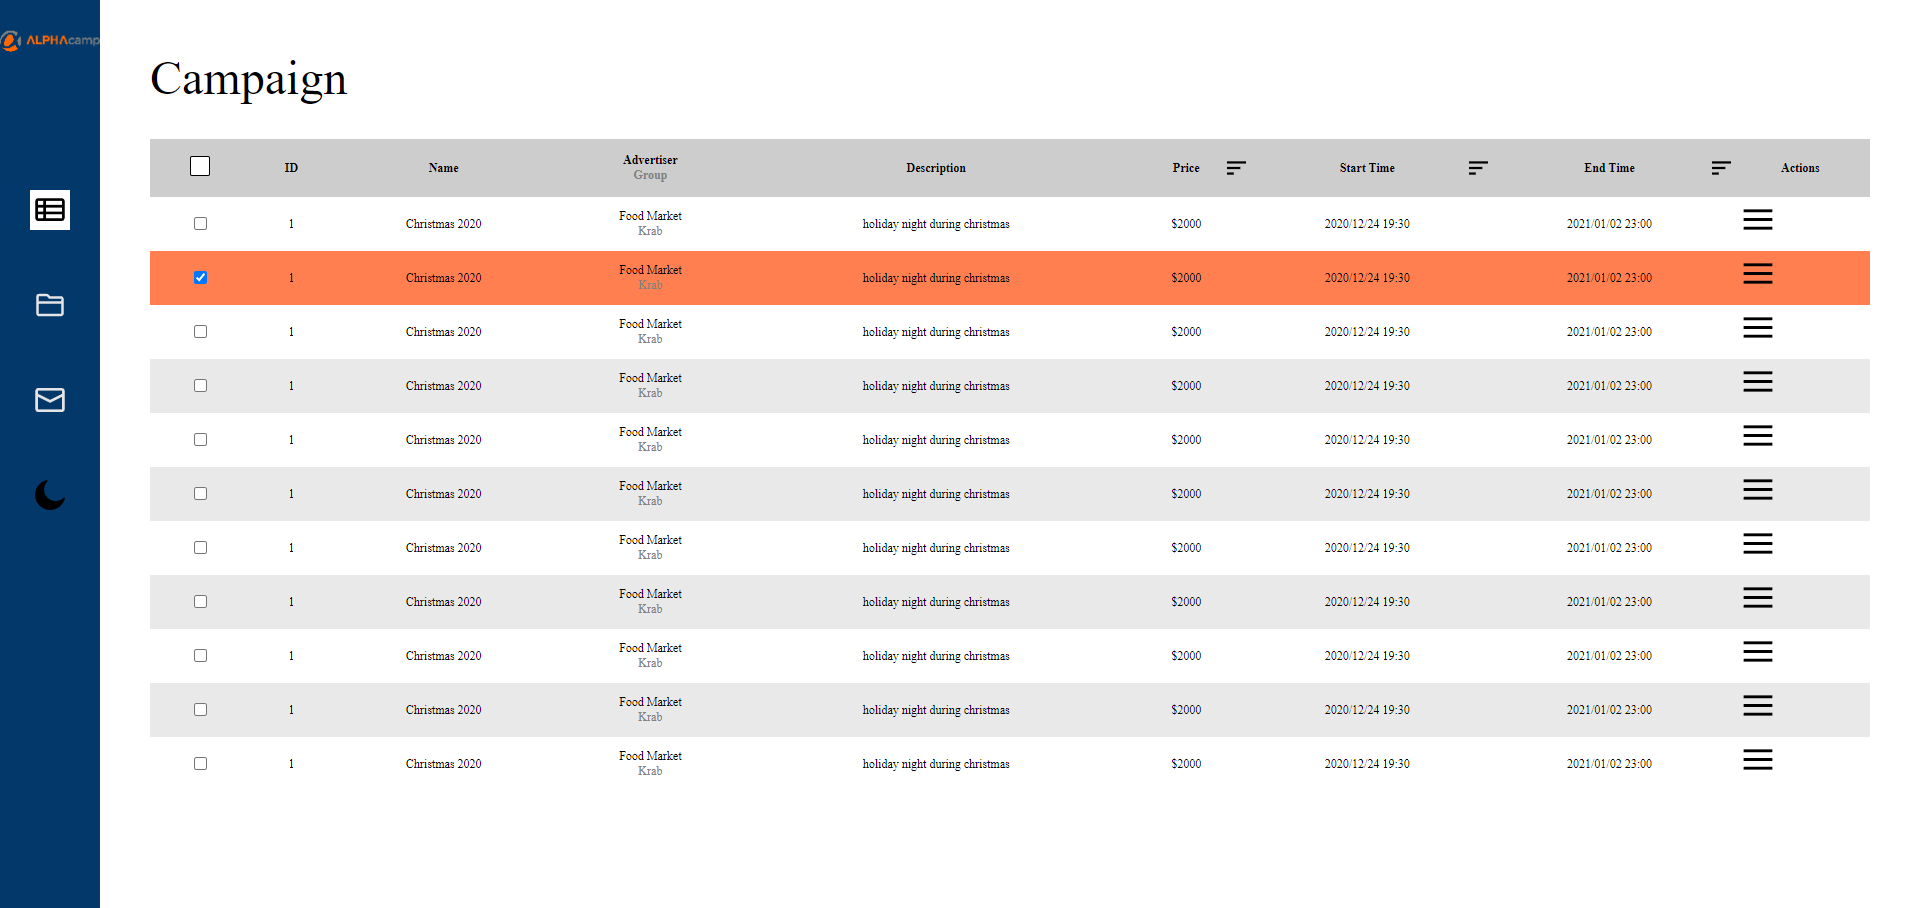 ALPHAcamp
Campaign
ID Name Advertiser Description Price Start Time End Time Actions
Group
1 Christmas 2020 Food Market holiday night during christmas $2000 2020/12/24 19:30 2021/01/02 23:00
Krab
1 Christmas 2020 Food Market holiday night during christmas $2000 2020/12/24 19:30 2021/01/02 23:00
Krab
1 Christmas 2020 Food Market holiday night during christmas $2000 2020/12/24 19:30 2021/01/02 23:00
Krab
1 Christmas 2020 Food Market holiday night during christmas $2000 2020/12/24 19:30 2021/01/02 23:00
Krab
1 Christmas 2020 Food Market holiday night during christmas $2000 2020/12/24 19:30 2021/01/02 23:00
Krab
1 Christmas 2020 Food Market holiday night during christmas $2000 2020/12/24 19:30 2021/01/02 23:00
Krab
1 Christmas 2020 Food Market holiday night during christmas $2000 2020/12/24 19:30 2021/01/02 23:00
Krab
1 Christmas 2020 Food Market holiday night during christmas $2000 2020/12/24 19:30 2021/01/02 23:00
Krab
1 Christmas 2020 Food Market holiday night during christmas $2000 2020/12/24 19:30 2021/01/02 23:00
Krab
1 Christmas 2020 Food Market holiday night during christmas $2000 2020/12/24 19:30 2021/01/02 23:00
Krab
1 Christmas 2020 Food Market holiday night during christmas $2000 2020/12/24 19:30 2021/01/02 23:00
Krab